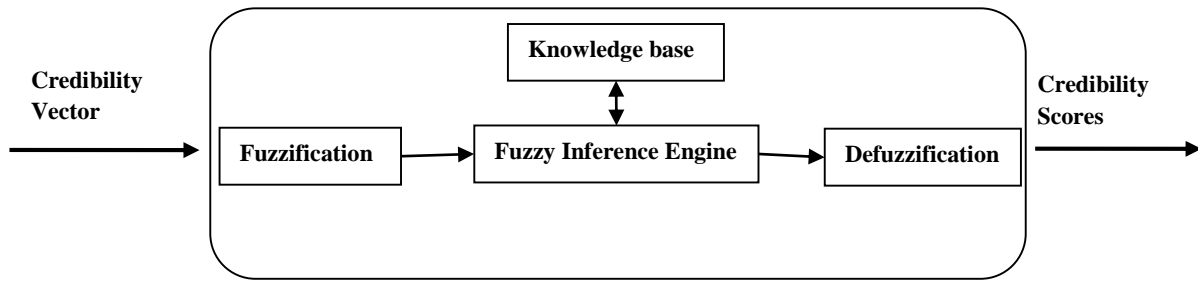 Knowledge base
Credibility
Vector
Credibility
Scores
Fuzzification
Fuzzy Inference Engine
Defuzzification